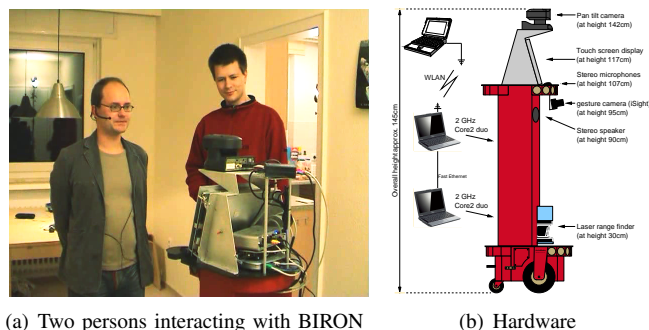 Pan tilt camera
(at height 142cm)
Touch screen display
(at height 117cm)
Stereo microphones
(at height 107cm)
gesture camera (iSight)
(at height 95cm)
Stereo speaker
(at height 90cm)
Laser range finder
(at height 30cm)
WLAN
2 GHz
Core2 duo
Fast Ethernet
2 GHz
Core2 duo
Overall height approx. 145cm
(a) Two persons interacting with BIRON
(b) Hardware